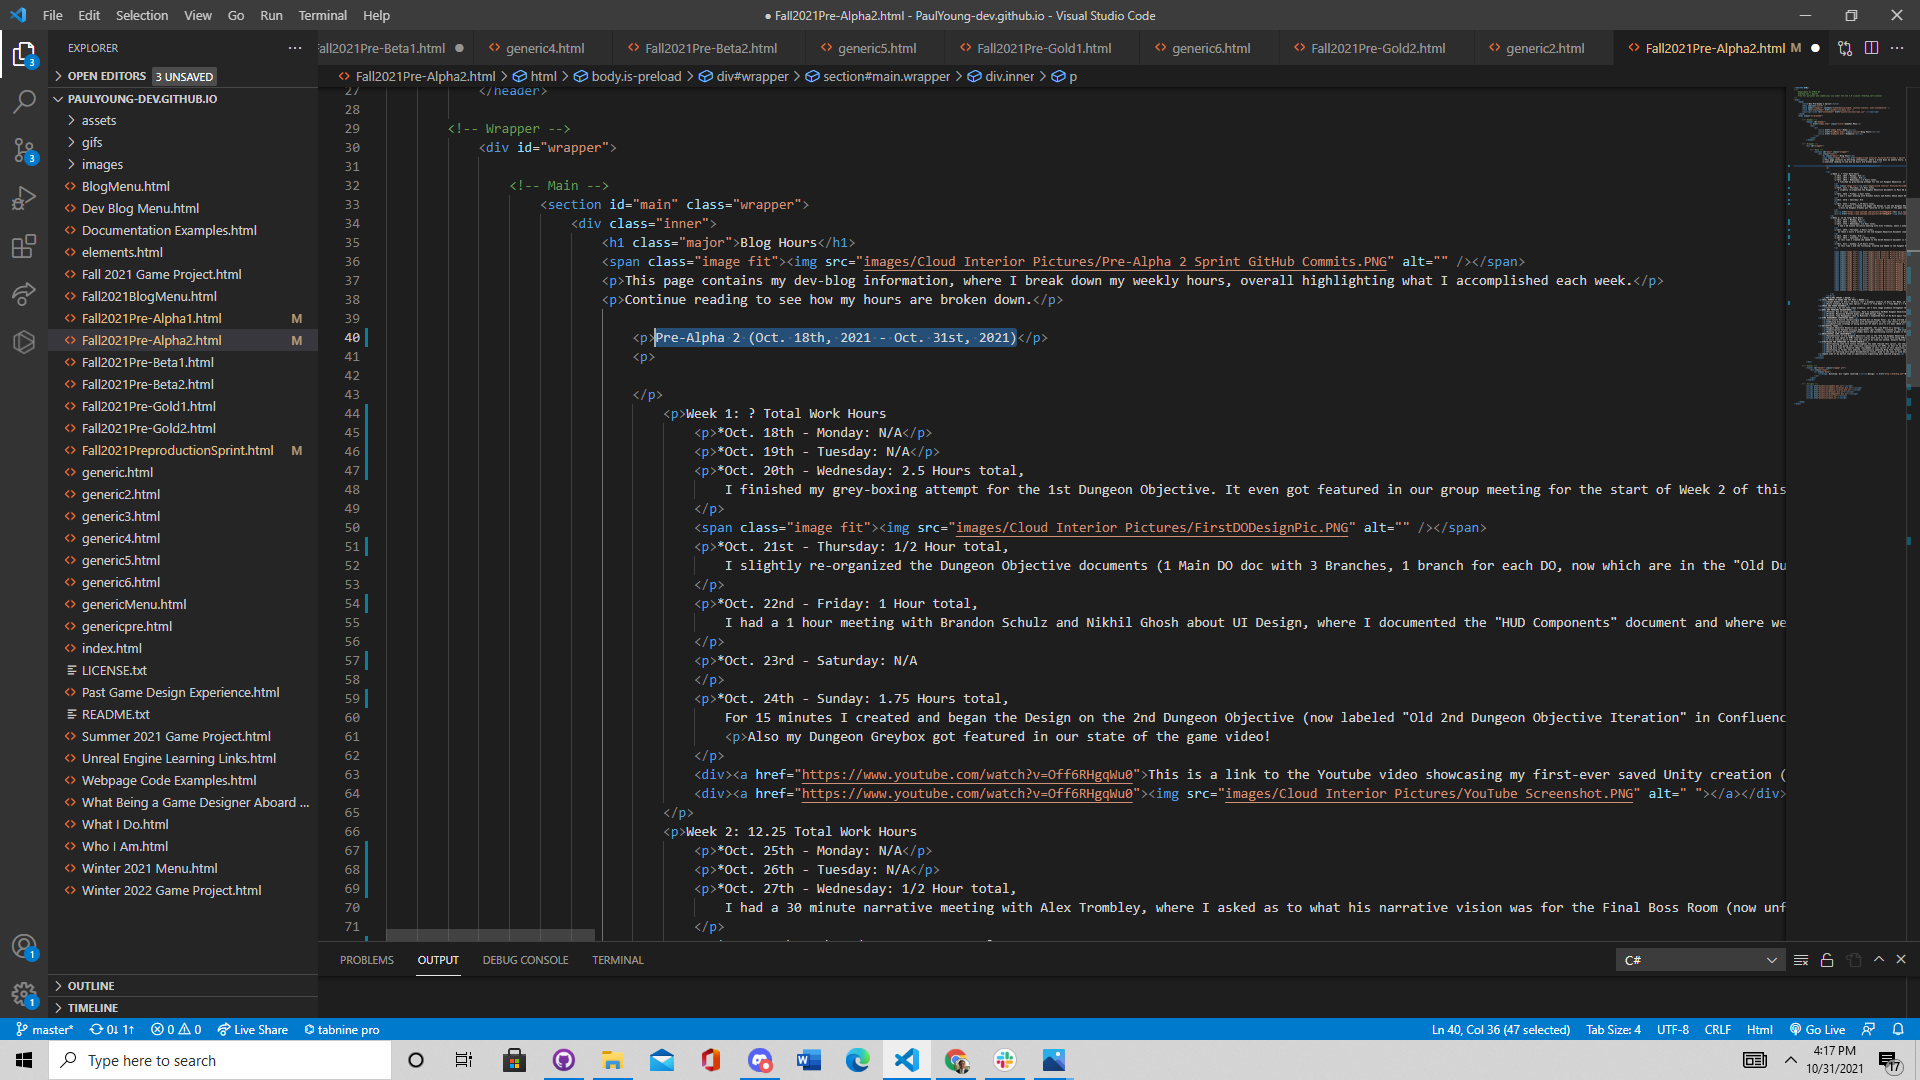 File Edit Selection View Go Run Terminal Help
● Fall2021Pre-Alpha2.html - PaulYoung-dev.github.io - Visual Studio Code
EXPLORER
OPEN EDITORS 3 UNSAVED
PAULYOUNG-DEV.GITHUB.IO
assets
gifs
images
BlogMenu.html
Dev Blog Menu.html
Documentation Examples.html
elements.html
Fall 2021 Game Project.html
Fall2021BlogMenu.html
Fall2021Pre-Alpha1.html M
Fall2021Pre-Alpha2.html M
Fall2021Pre-Beta1.html
Fall2021Pre-Beta2.html
Fall2021Pre-Gold1.html
Fall2021Pre-Gold2.html
Fall2021PreproductionSprint.html M
generic.html
generic2.html
generic3.html
generic4.html
generic5.html
generic6.html
genericMenu.html
genericpre.html
index.html
LICENSE.txt
Past Game Design Experience.html
README.txt
Summer 2021 Game Project.html
Unreal Engine Learning Links.html
Webpage Code Examples.html
What Being a Game Designer Aboard ...
What I Do.html
Who I Am.html
Winter 2021 Menu.html
Winter 2022 Game Project.html
OUTLINE
TIMELINE
Fall2021Pre-Beta1.html ● generic4.html Fall2021Pre-Beta2.html generic5.html Fall2021Pre-Gold1.html generic6.html Fall2021Pre-Gold2.html generic2.html Fall2021Pre-Alpha2.html M ●
Fall2021Pre-Alpha2.html > html > body.is-preload > div#wrapper > section#main.wrapper > div.inner > p
27 </header>
28
29 <!-- Wrapper -->
30 <div id="wrapper">
31
32 <!-- Main -->
33 <section id="main" class="wrapper">
34 <div class="inner">
35 <h1 class="major">Blog Hours</h1>
36 <span class="image fit"><img src="images/Cloud Interior Pictures/Pre-Alpha 2 Sprint GitHub Commits.PNG" alt="" /></span>
37 <p>This page contains my dev-blog information, where I break down my weekly hours, overall highlighting what I accomplished each week.</p>
38 <p>Continue reading to see how my hours are broken down.</p>
39
40 <p>Pre-Alpha 2 (Oct. 18th, 2021 - Oct. 31st, 2021)</p>
41 <p>
42
43 </p>
44 <p>Week 1: ? Total Work Hours
45 <p>*Oct. 18th - Monday: N/A</p>
46 <p>*Oct. 19th - Tuesday: N/A</p>
47 <p>*Oct. 20th - Wednesday: 2.5 Hours total,
48 I finished my grey-boxing attempt for the 1st Dungeon Objective. It even got featured in our group meeting for the start of Week 2 of this
49 </p>
50 <span class="image fit"><img src="images/Cloud Interior Pictures/FirstDODesignPic.PNG" alt="" /></span>
51 <p>*Oct. 21st - Thursday: 1/2 Hour total,
52 I slightly re-organized the Dungeon Objective documents (1 Main DO doc with 3 Branches, 1 branch for each DO, now which are in the "Old Du
53 </p>
54 <p>*Oct. 22nd - Friday: 1 Hour total,
55 I had a 1 hour meeting with Brandon Schulz and Nikhil Ghosh about UI Design, where I documented the "HUD Components" document and where we
56 </p>
57 <p>*Oct. 23rd - Saturday: N/A
58 </p>
59 <p>*Oct. 24th - Sunday: 1.75 Hours total,
60 For 15 minutes I created and began the Design on the 2nd Dungeon Objective (now labeled "Old 2nd Dungeon Objective Iteration" in Confluenc
61 <p>Also my Dungeon Greybox got featured in our state of the game video!
62 </p>
63 <div><a href="https://www.youtube.com/watch?v=Off6RHgqWu0">This is a link to the Youtube video showcasing my first-ever saved Unity creation (
64 <div><a href="https://www.youtube.com/watch?v=Off6RHgqWu0"><img src="images/Cloud Interior Pictures/YouTube Screenshot.PNG" alt=" "></a></div>
65 </p>
66 <p>Week 2: 12.25 Total Work Hours
67 <p>*Oct. 25th - Monday: N/A</p>
68 <p>*Oct. 26th - Tuesday: N/A</p>
69 <p>*Oct. 27th - Wednesday: 1/2 Hour total,
70 I had a 30 minute narrative meeting with Alex Trombley, where I asked as to what his narrative vision was for the Final Boss Room (now unf
71 </p>
PROBLEMS OUTPUT DEBUG CONSOLE TERMINAL
C#
master* 0↓ 1↑ 0 0 Live Share tabnine pro
Ln 40, Col 36 (47 selected) Tab Size: 4 UTF-8 CRLF Html Go Live
Type here to search
4:17 PM
10/31/2021
17